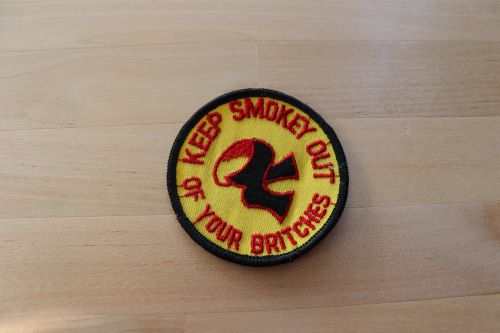 KEEP SMOKEY OUT
OF YOUR BRITCHES